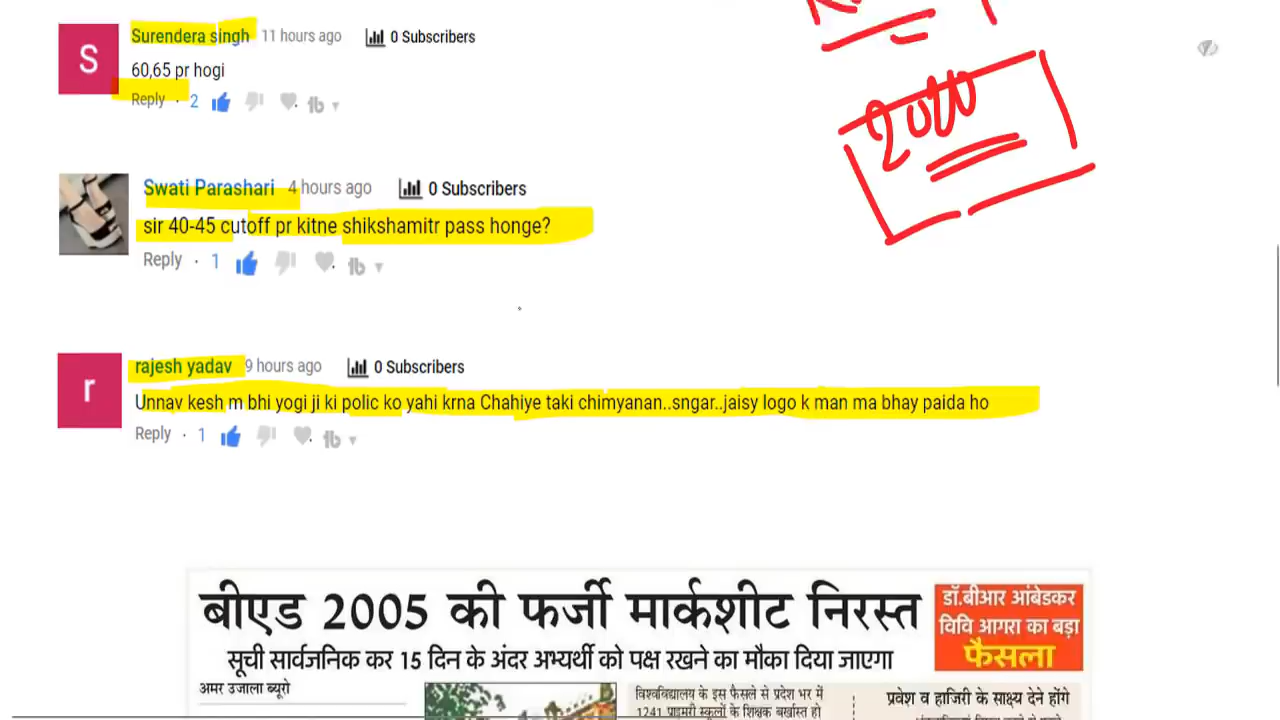 Surendera singh 11 hours ago 0 Subscribers
60,65 pr hogi
Reply · 2
2000
Swati Parashari 4 hours ago 0 Subscribers
sir 40-45 cutoff pr kitne shikshamitr pass honge?
Reply · 1
rajesh yadav 9 hours ago 0 Subscribers
Unnav kesh m bhi yogi ji ki polic ko yahi krna Chahiye taki chimyanan..sngar..jaisy logo k man ma bhay paida ho
Reply · 1
बीएड 2005 की फर्जी मार्कशीट निरस्त
सूची सार्वजनिक कर 15 दिन के अंदर अभ्यर्थी को पक्ष रखने का मौका दिया जाएगा
डॉ.बीआर आंबेडकर
विवि आगरा का बड़ा
फैसला
अमर उजाला ब्यूरो
विश्वविद्यालय के इस फैसले से प्रदेश भर में
1241 प्राइमरी स्कूलों के शिक्षक बर्खास्त हो
प्रवेश व हाजिरी के साक्ष्य देने होंगे